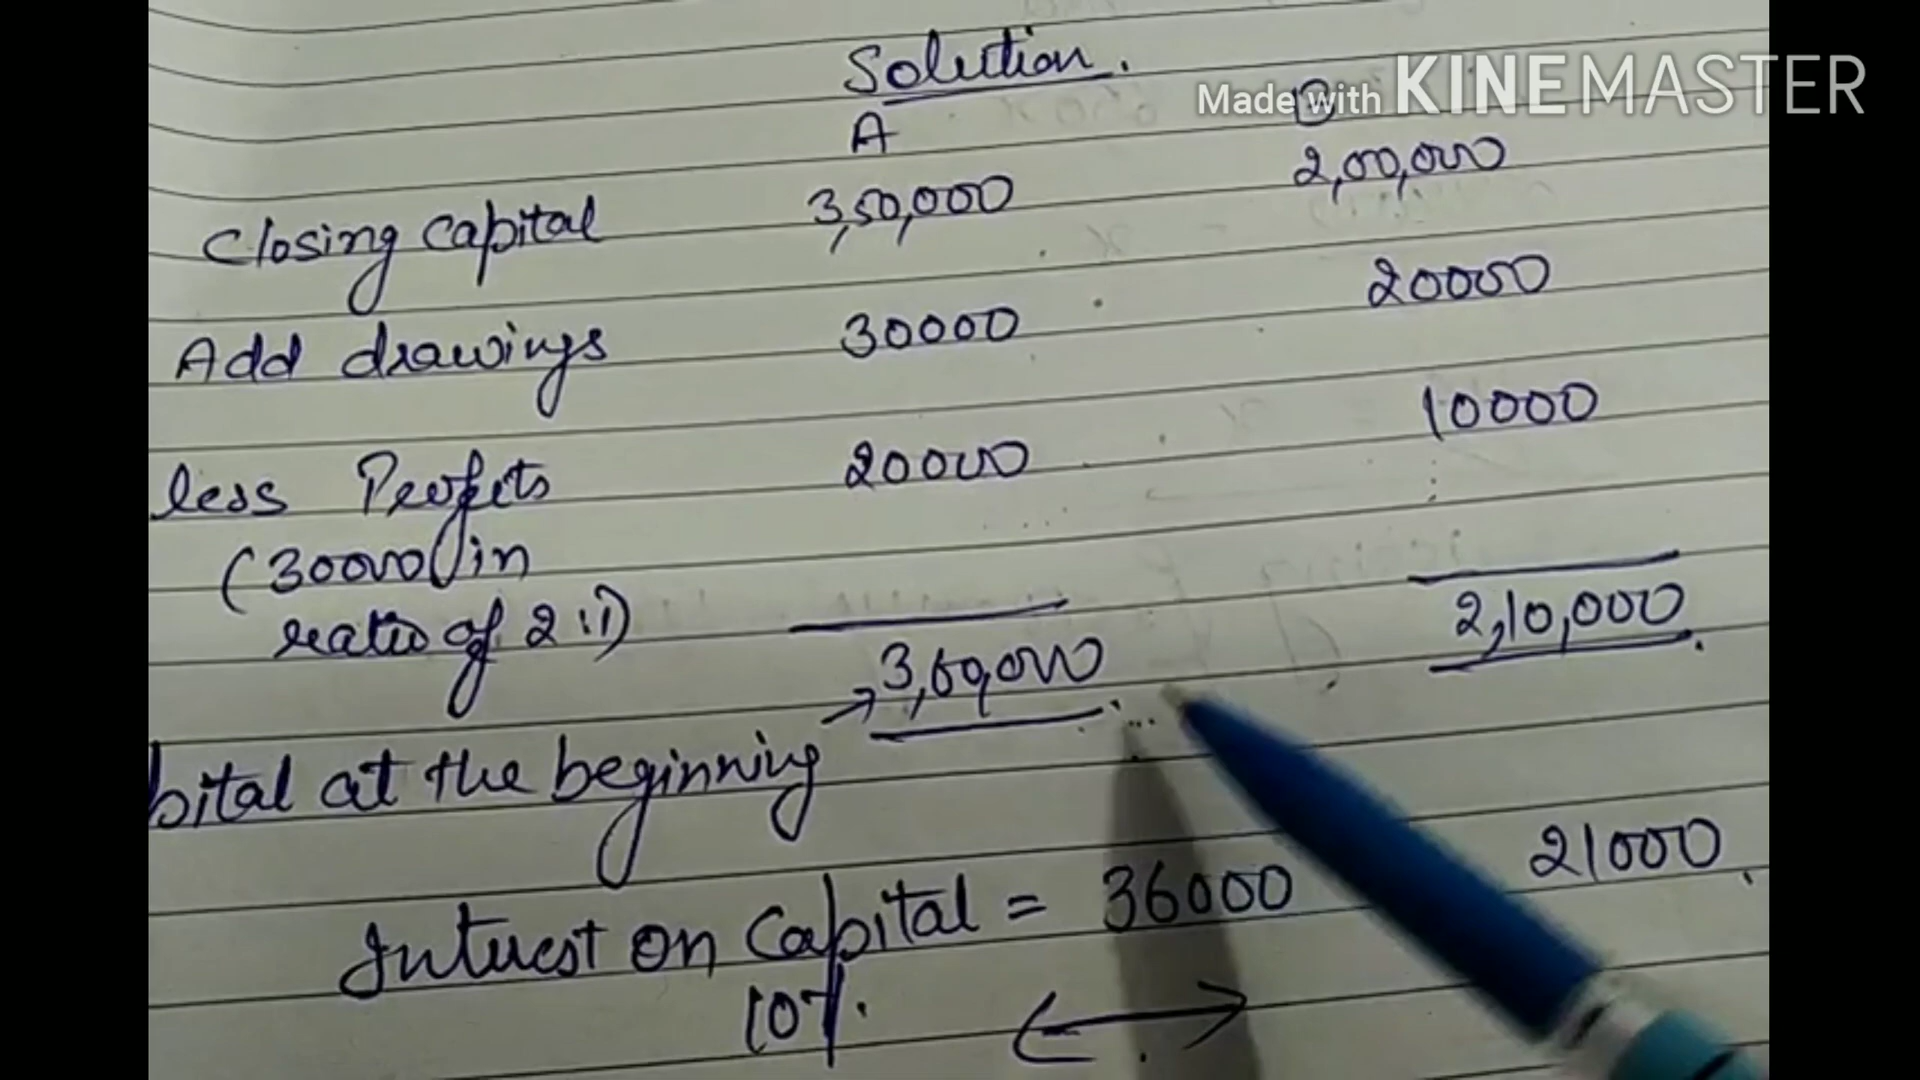 Solution.
Made with KINEMASTER
A
Closing Capital 3,50,000 2,00,000
Add drawings 30000 20000
less Profits 20000 10000
(30000 in
ratio of 2:1)
3,60,000 2,10,000
pital at the beginning
Interest on Capital = 36000 21000
10%.